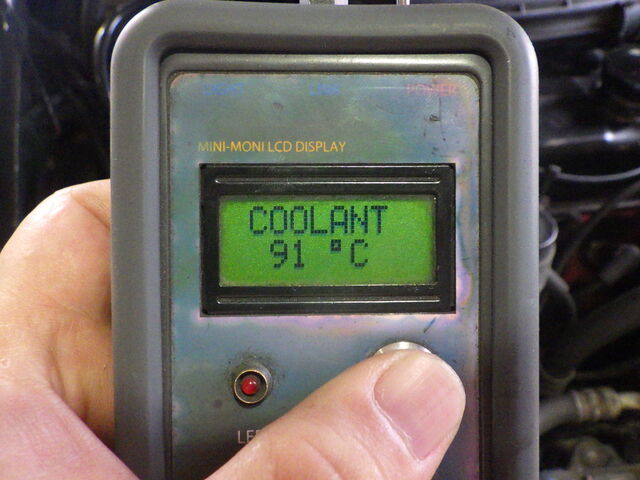 POWER
MINI-MONI LCD DISPLAY
COOLANT
91 °C